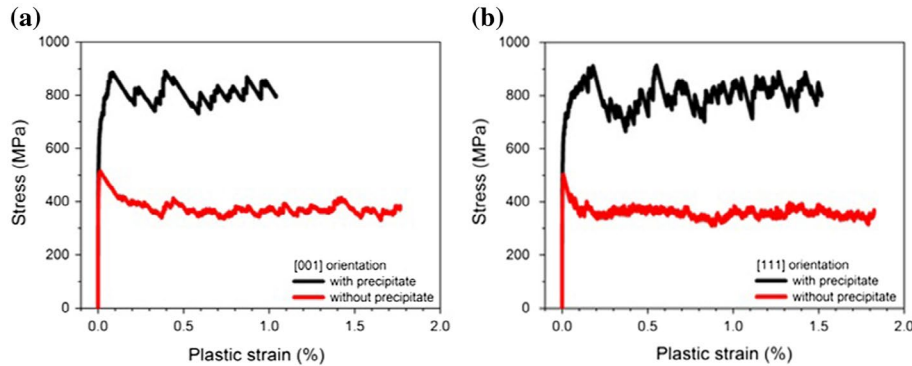 (a)
1000
800
600
400
200
0
Stress (MPa)
[001] orientation
with precipitate
without precipitate
0.0 0.5 1.0 1.5 2.0
Plastic strain (%)
(b)
1000
800
600
400
200
0
Stress (MPa)
[111] orientation
with precipitate
without precipitate
0.0 0.5 1.0 1.5 2.0
Plastic strain (%)